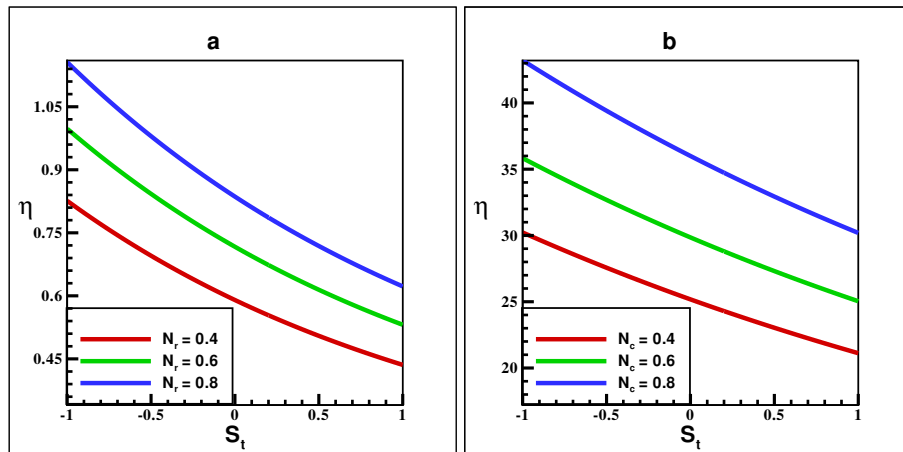 a
1.05
0.9
η
0.75
0.6
0.45
N_r = 0.4
N_r = 0.6
N_r = 0.8
-1 -0.5 0 0.5 1
S_t
b
40
35
η
30
25
20
N_c = 0.4
N_c = 0.6
N_c = 0.8
-1 -0.5 0 0.5 1
S_t